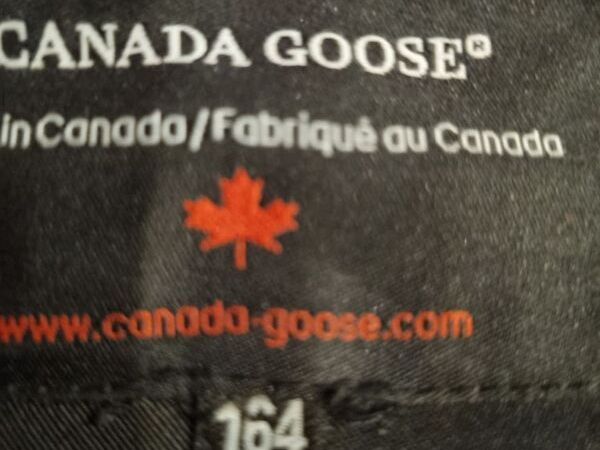 CANADA GOOSE®
in Canada/Fabriqué au Canada
www.canada-goose.com
164